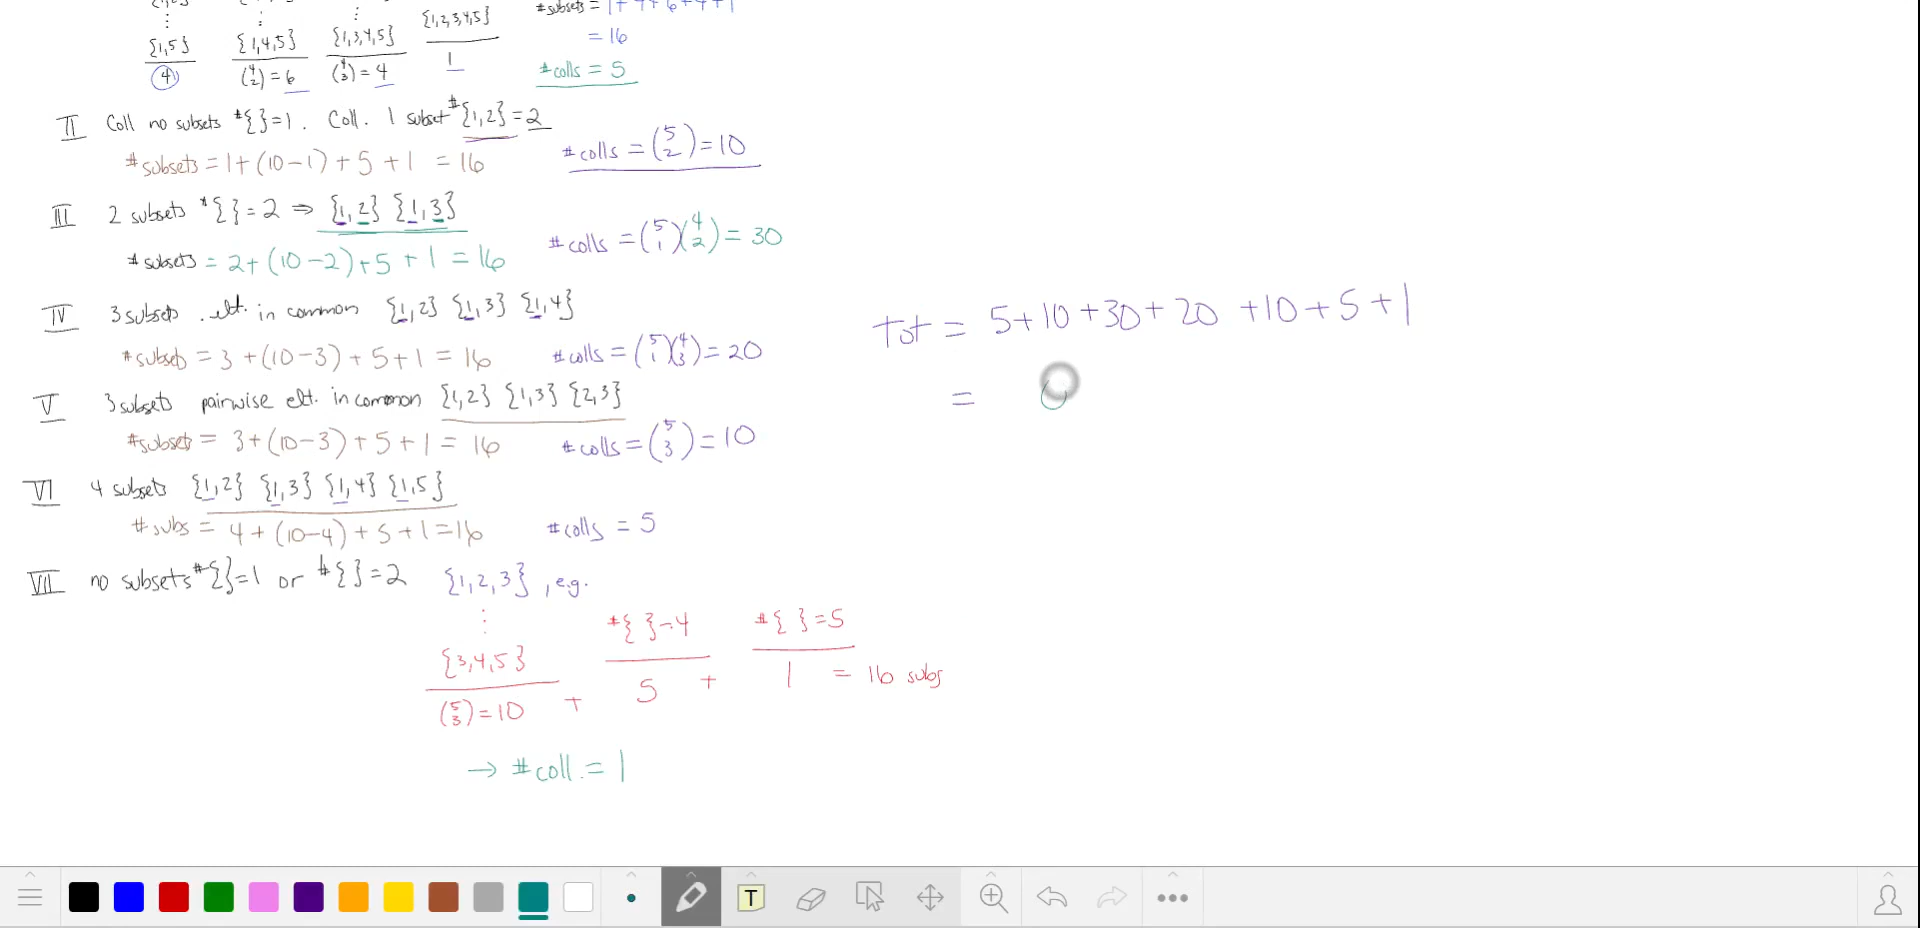 #subsets = 1+4+6+4+1
{1,5} {1,4,5} {1,3,4,5} {1,2,3,4,5}
= 16
4 (4 2) = 6 (4 3) = 4 1
#colls = 5
II Coll no subsets #{ }=1. Coll. 1 subset #{1,2} = 2
#subsets = 1+(10-1)+5+1 = 16
#colls = (5 2) = 10
III 2 subsets #{ }=2 ⇒ {1,2} {1,3}
#subsets = 2+(10-2)+5+1 = 16
#colls = (5 1)(4 2) = 30
IV 3 subsets . elt. in common {1,2} {1,3} {1,4}
#subsets = 3+(10-3)+5+1 = 16
#colls = (5 1)(4 3) = 20
V 3 subsets pairwise elt. in common {1,2} {1,3} {2,3}
#subsets = 3+(10-3)+5+1 = 16
#colls = (5 3) = 10
VI 4 subsets {1,2} {1,3} {1,4} {1,5}
#subs = 4+(10-4)+5+1=16
#colls = 5
VII no subsets #{ }=1 or #{ }=2 {1,2,3}, e.g.
⋮
{3,4,5} #{ }=4 #{ }=5
(5 3) = 10 + 5 + 1 = 16 subs
→ #coll. = 1
Tot = 5+10+30+20+10+5+1
=
T